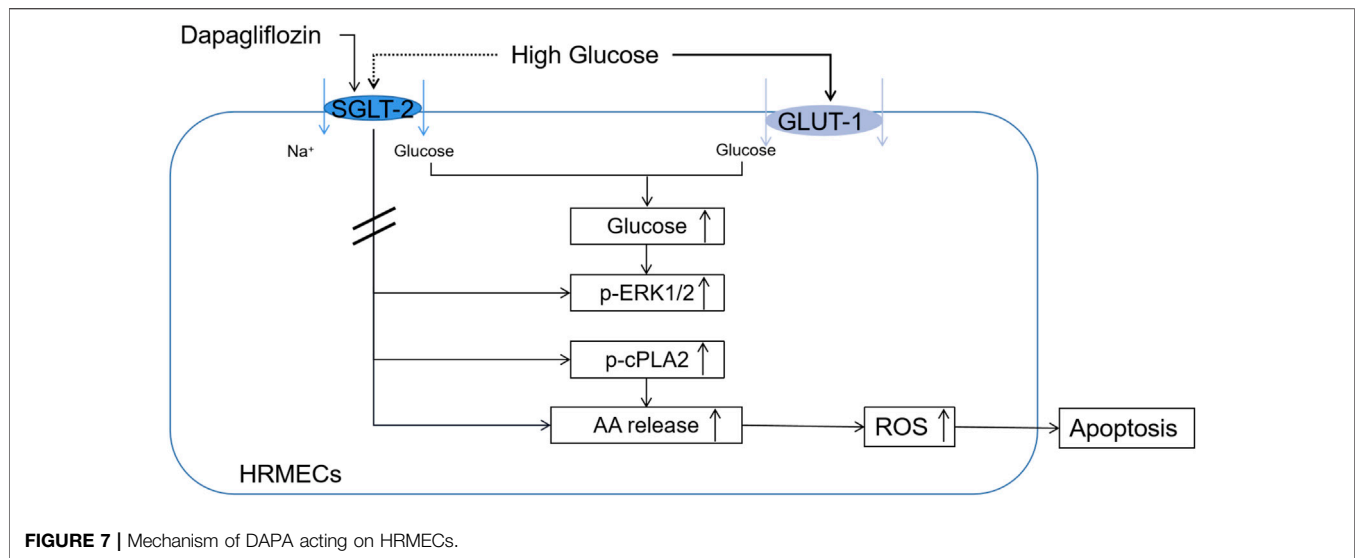 Dapagliflozin
High Glucose
SGLT-2
GLUT-1
Na⁺
Glucose
Glucose
Glucose
p-ERK1/2
p-cPLA2
AA release
ROS
Apoptosis
HRMECs
FIGURE 7 | Mechanism of DAPA acting on HRMECs.